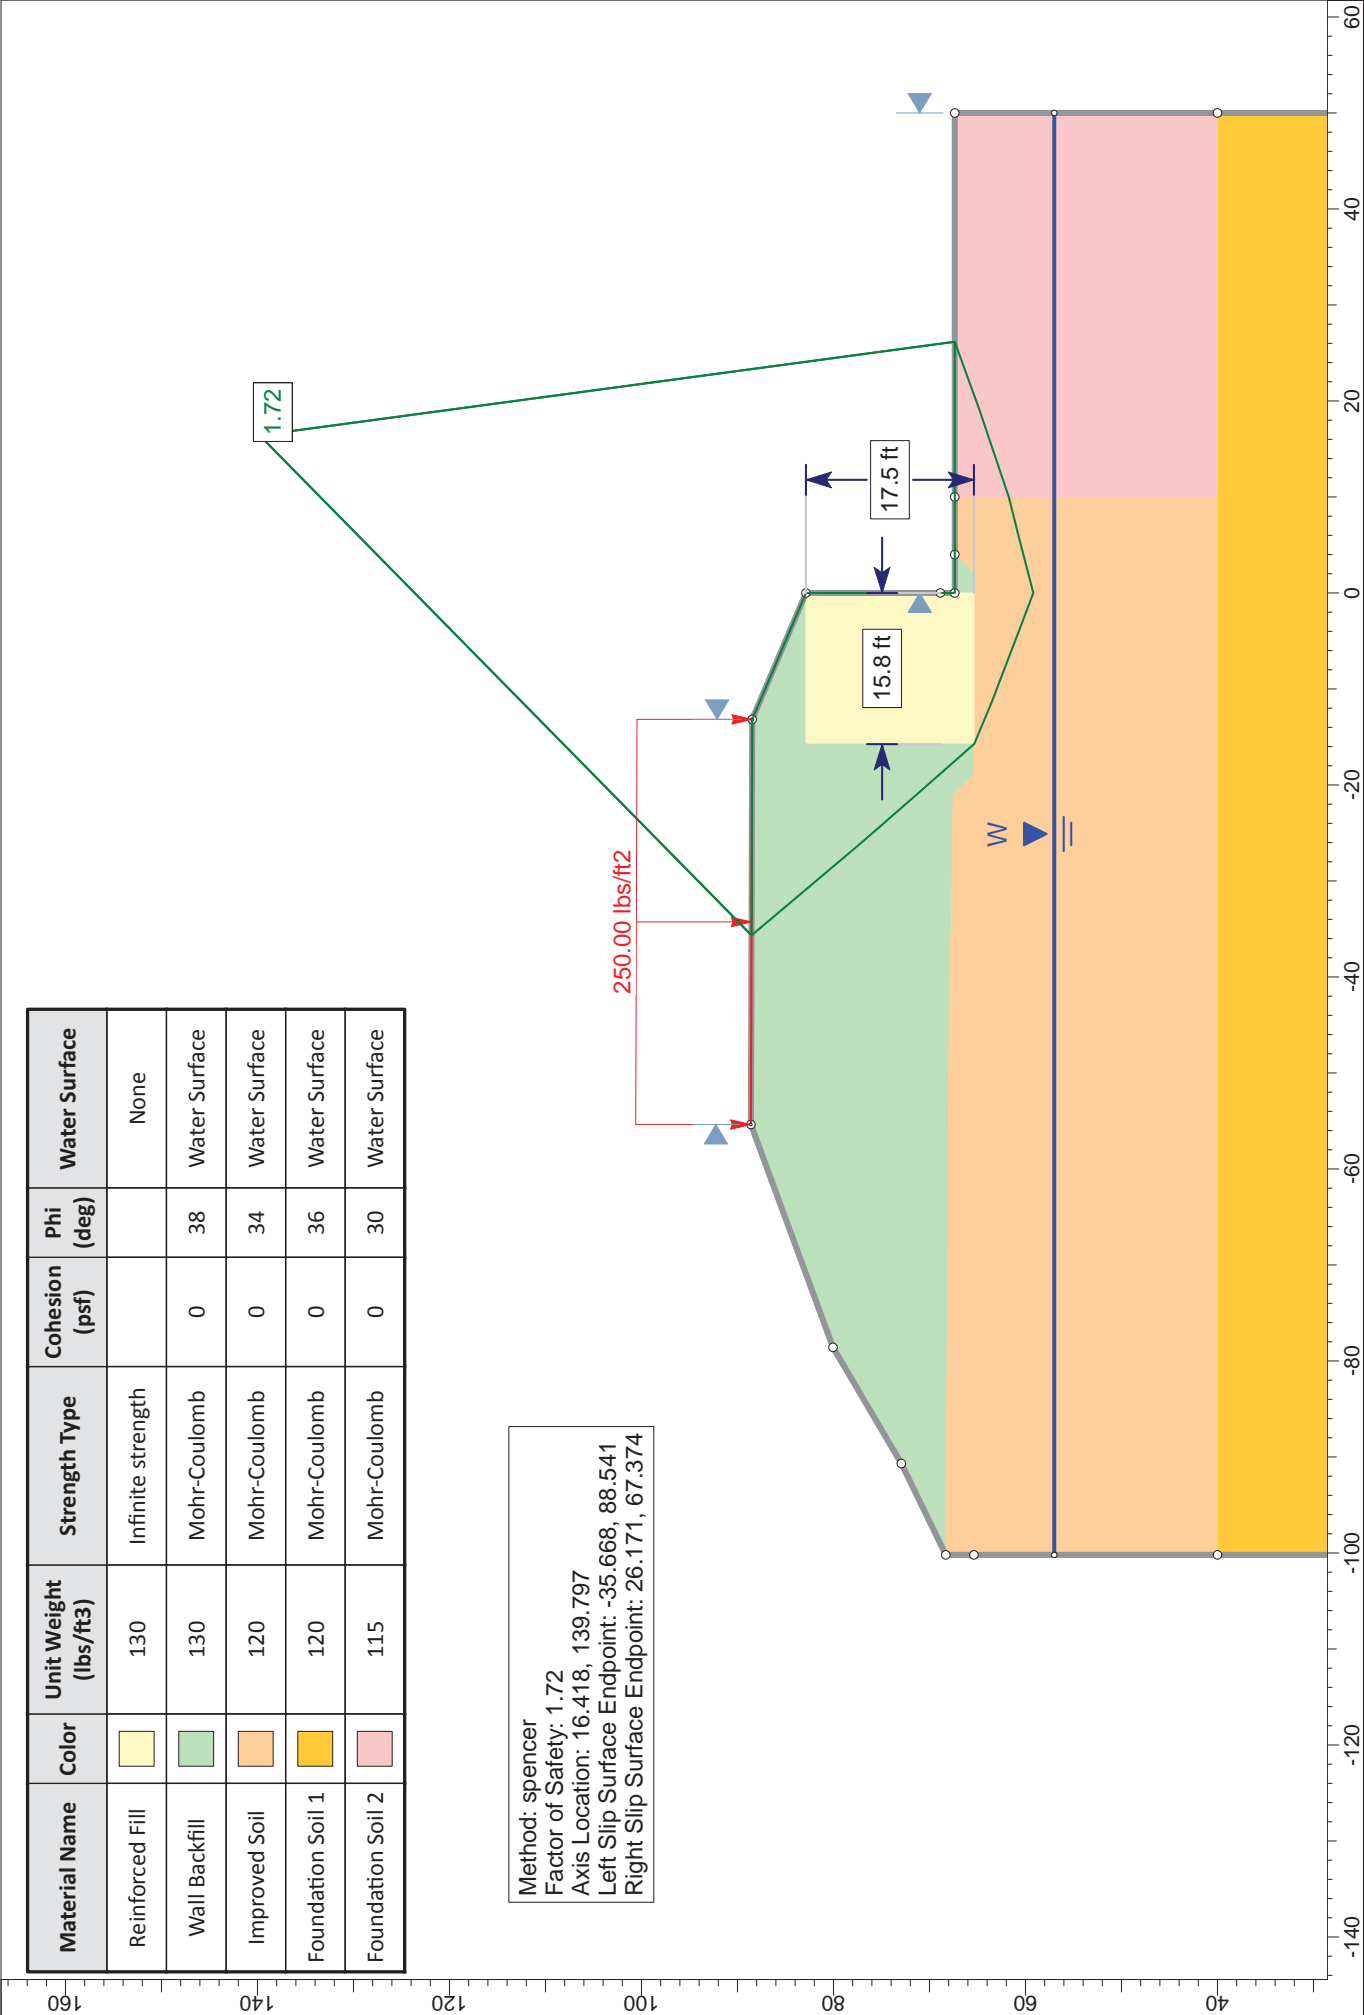 Material Name Color Unit Weight (lbs/ft3) Strength Type Cohesion (psf) Phi (deg) Water Surface
Reinforced Fill 130 Infinite strength None
Wall Backfill 130 Mohr-Coulomb 0 38 Water Surface
Improved Soil 120 Mohr-Coulomb 0 34 Water Surface
Foundation Soil 1 120 Mohr-Coulomb 0 36 Water Surface
Foundation Soil 2 115 Mohr-Coulomb 0 30 Water Surface
1.72
Method: spencer
Factor of Safety: 1.72
Axis Location: 16.418, 139.797
Left Slip Surface Endpoint: -35.668, 88.541
Right Slip Surface Endpoint: 26.171, 67.374
250.00 lbs/ft2
17.5 ft
15.8 ft
W
160
140
120
100
80
60
40
-140 -120 -100 -80 -60 -40 -20 0 20 40 60